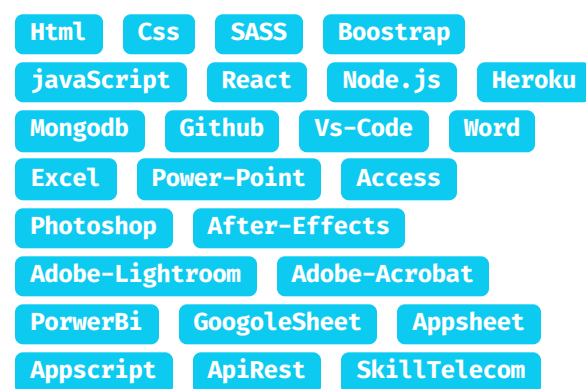 Html Css SASS Boostrap
javaScript React Node.js Heroku
Mongodb Github Vs-Code Word
Excel Power-Point Access
Photoshop After-Effects
Adobe-Lightroom Adobe-Acrobat
PorwerBi GoogoleSheet Appsheet
Appscript ApiRest SkillTelecom